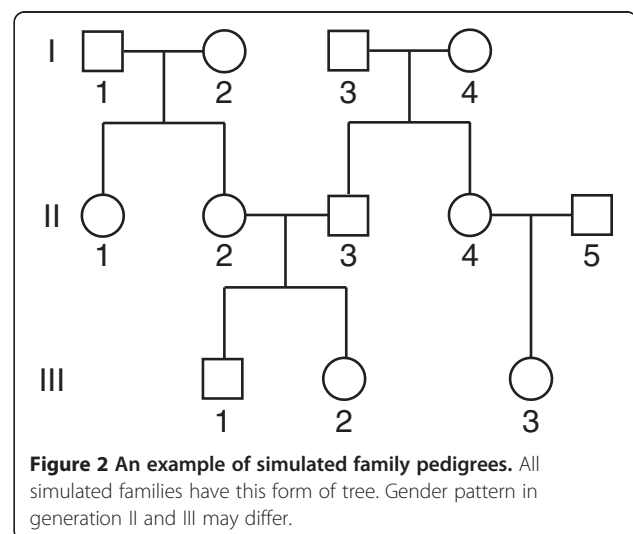 I
1 2 3 4
II
1 2 3 4 5
III
1 2 3
Figure 2 An example of simulated family pedigrees. All
simulated families have this form of tree. Gender pattern in
generation II and III may differ.